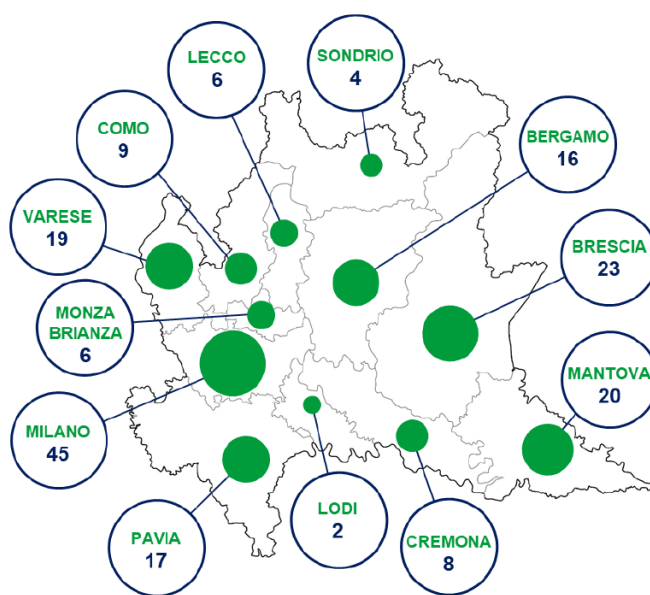 LECCO
6
SONDRIO
4
COMO
9
BERGAMO
16
VARESE
19
BRESCIA
23
MONZA
BRIANZA
6
MANTOVA
20
MILANO
45
LODI
2
PAVIA
17
CREMONA
8